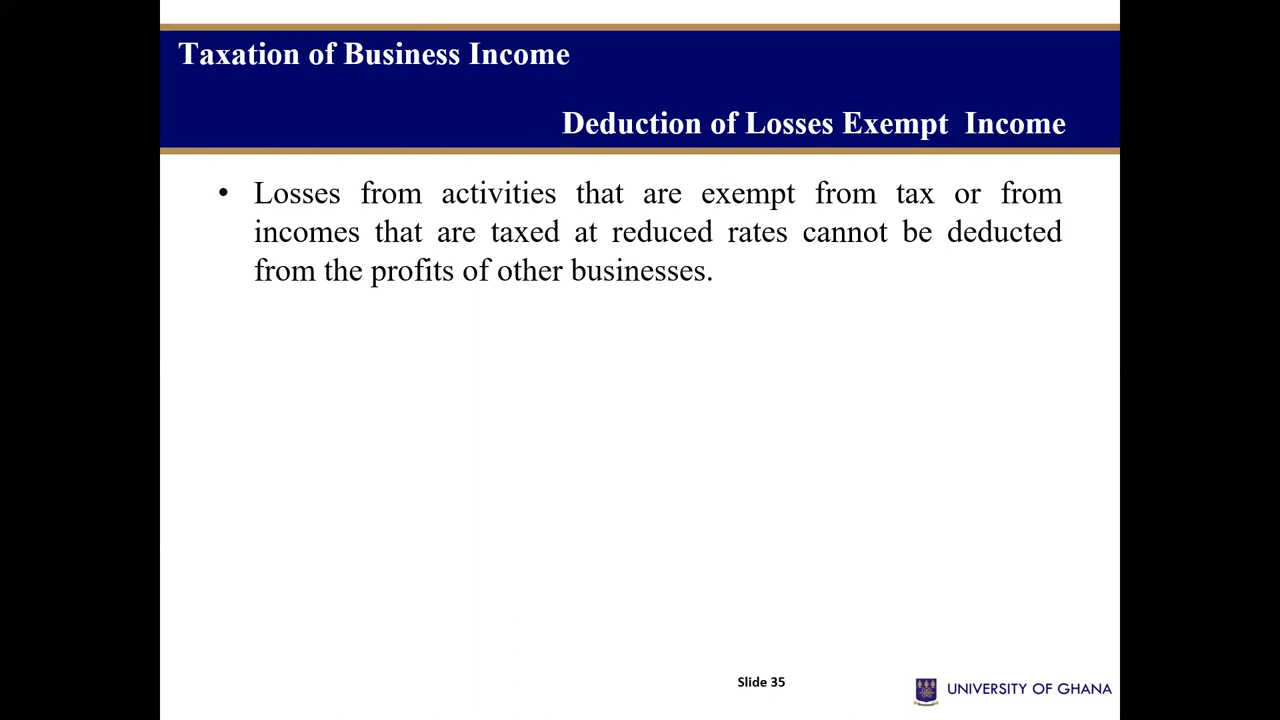 Taxation of Business Income
Deduction of Losses Exempt  Income
• Losses from activities that are exempt from tax or from
incomes that are taxed at reduced rates cannot be deducted
from the profits of other businesses.
Slide 35
UNIVERSITY OF GHANA